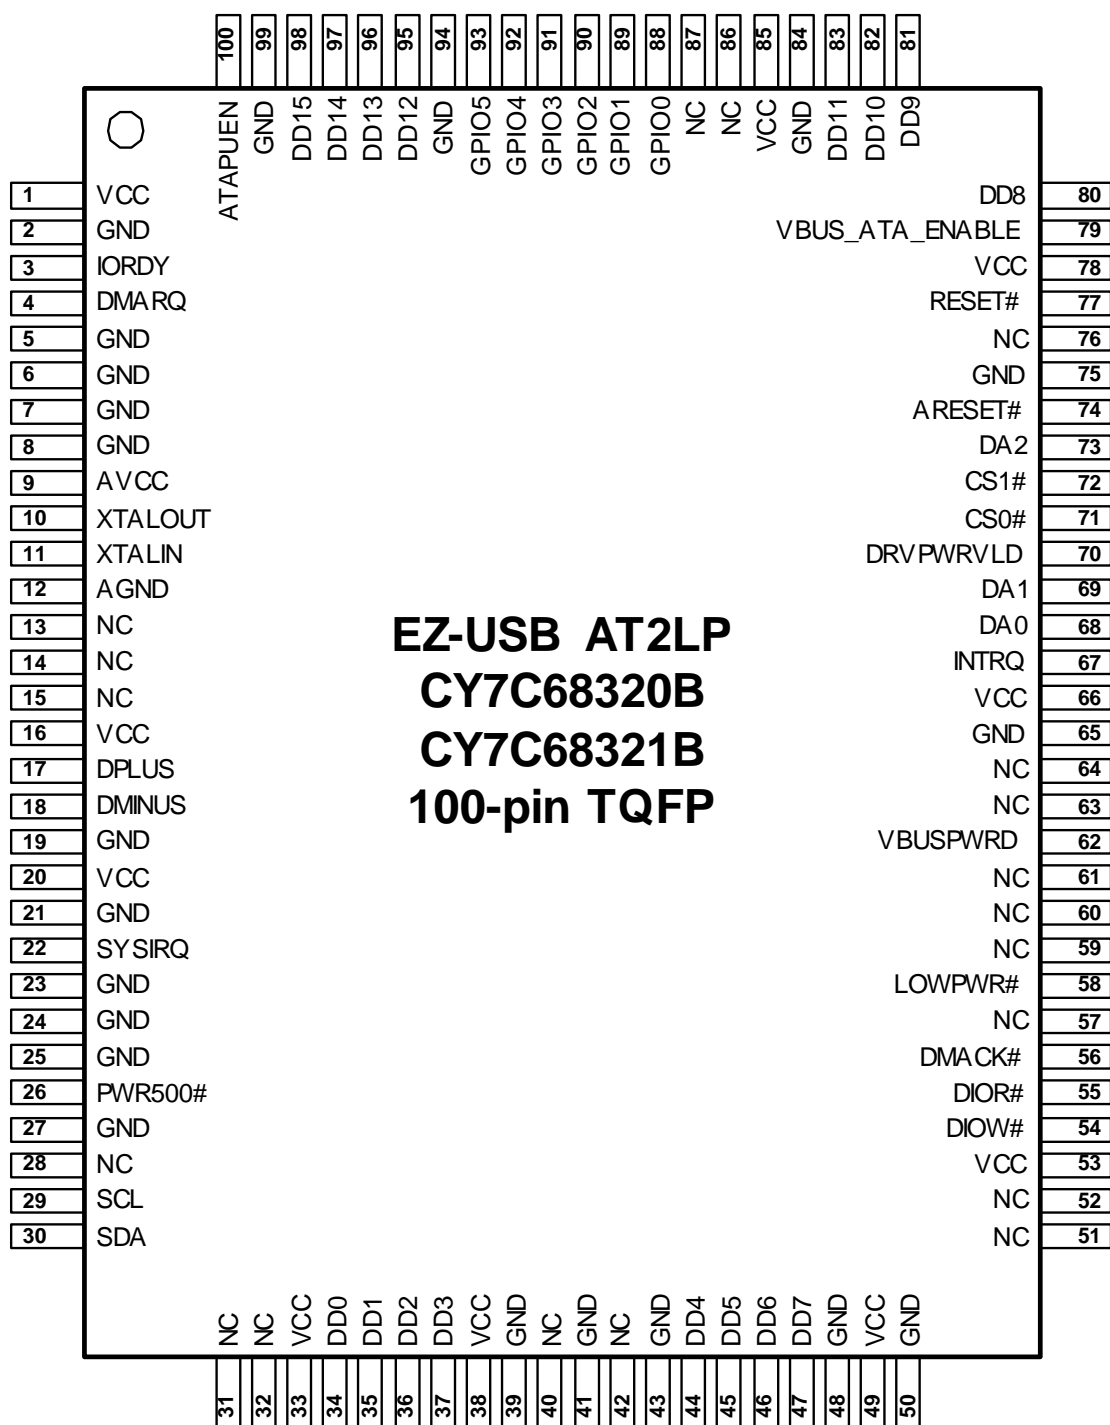 100 99 98 97 96 95 94 93 92 91 90 89 88 87 86 85 84 83 82 81
ATAPUEN GND DD15 DD14 DD13 DD12 GND GPIO5 GPIO4 GPIO3 GPIO2 GPIO1 GPIO0 NC NC VCC GND DD11 DD10 DD9
1 VCC DD8 80
2 GND VBUS_ATA_ENABLE 79
3 IORDY VCC 78
4 DMARQ RESET# 77
5 GND NC 76
6 GND GND 75
7 GND ARESET# 74
8 GND DA2 73
9 AVCC CS1# 72
10 XTALOUT CS0# 71
11 XTALIN DRVPWRVLD 70
12 AGND DA1 69
13 NC DA0 68
14 NC INTRQ 67
15 NC VCC 66
16 VCC GND 65
17 DPLUS NC 64
18 DMINUS NC 63
19 GND VBUSPWRD 62
20 VCC NC 61
21 GND NC 60
22 SYSIRQ NC 59
23 GND LOWPWR# 58
24 GND NC 57
25 GND DMACK# 56
26 PWR500# DIOR# 55
27 GND DIOW# 54
28 NC VCC 53
29 SCL NC 52
30 SDA NC 51
EZ-USB AT2LP
CY7C68320B
CY7C68321B
100-pin TQFP
NC NC VCC DD0 DD1 DD2 DD3 VCC GND NC GND NC GND DD4 DD5 DD6 DD7 GND VCC GND
31 32 33 34 35 36 37 38 39 40 41 42 43 44 45 46 47 48 49 50